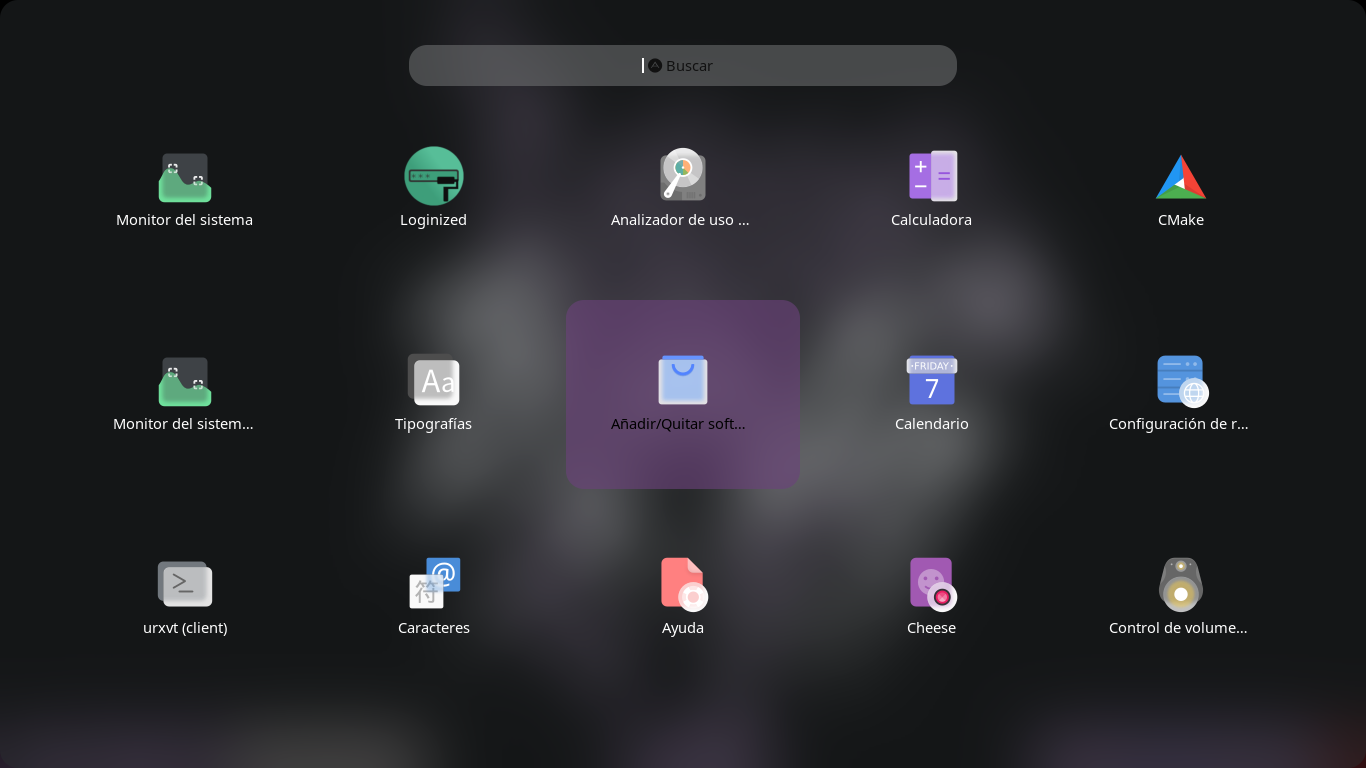 Buscar
Monitor del sistema
Loginized
Analizador de uso ...
Calculadora
CMake
Aa
FRIDAY
7
Monitor del sistem...
Tipografías
Añadir/Quitar soft...
Calendario
Configuración de r...
>_
@
符
urxvt (client)
Caracteres
Ayuda
Cheese
Control de volume...